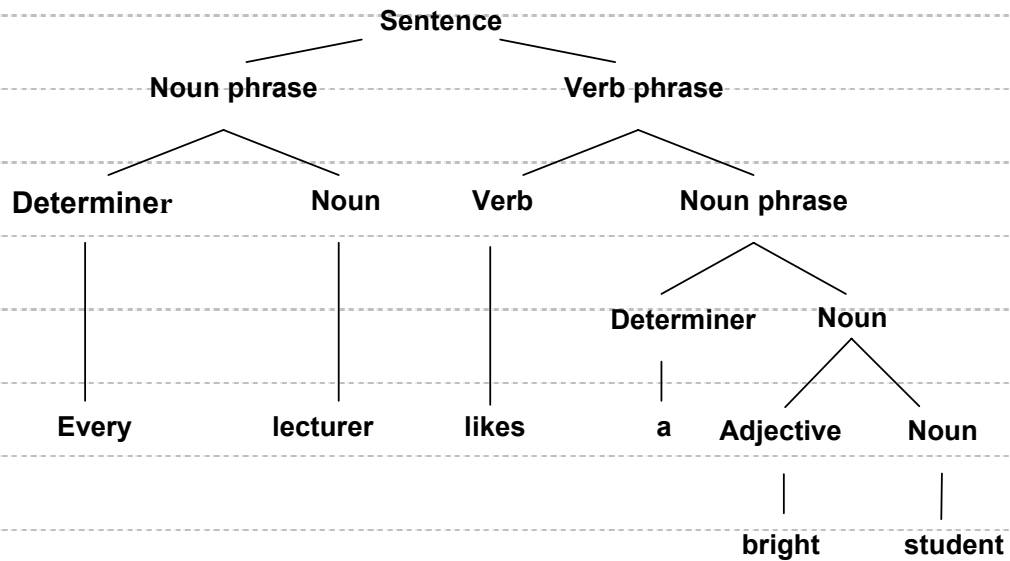 Sentence
Noun phrase Verb phrase
Determiner Noun Verb Noun phrase
Determiner Noun
Every lecturer likes a Adjective Noun
bright student